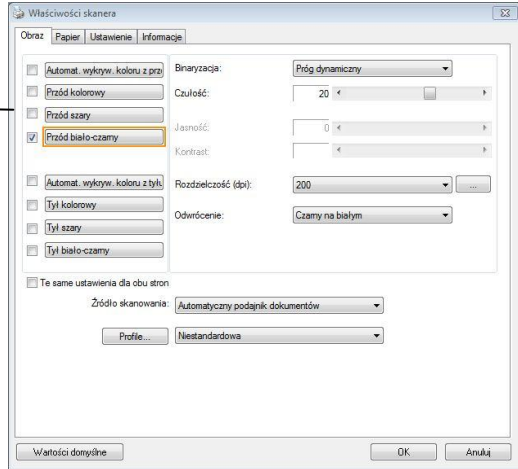 Właściwości skanera
Obraz Papier Ustawienie Informacje
Automat. wykryw. koloru z prz
Przód kolorowy
Przód szary
Przód biało-czarny
Automat. wykryw. koloru z tyłu
Tył kolorowy
Tył szary
Tył biało-czarny
Binaryzacja: Próg dynamiczny
Czułość: 20
Jasność: 0
Kontrast:
Rozdzielczość (dpi): 200 ...
Odwrócenie: Czarny na białym
Te same ustawienia dla obu stron
Źródło skanowania: Automatyczny podajnik dokumentów
Profile... Niestandardowa
Wartości domyślne OK Anuluj